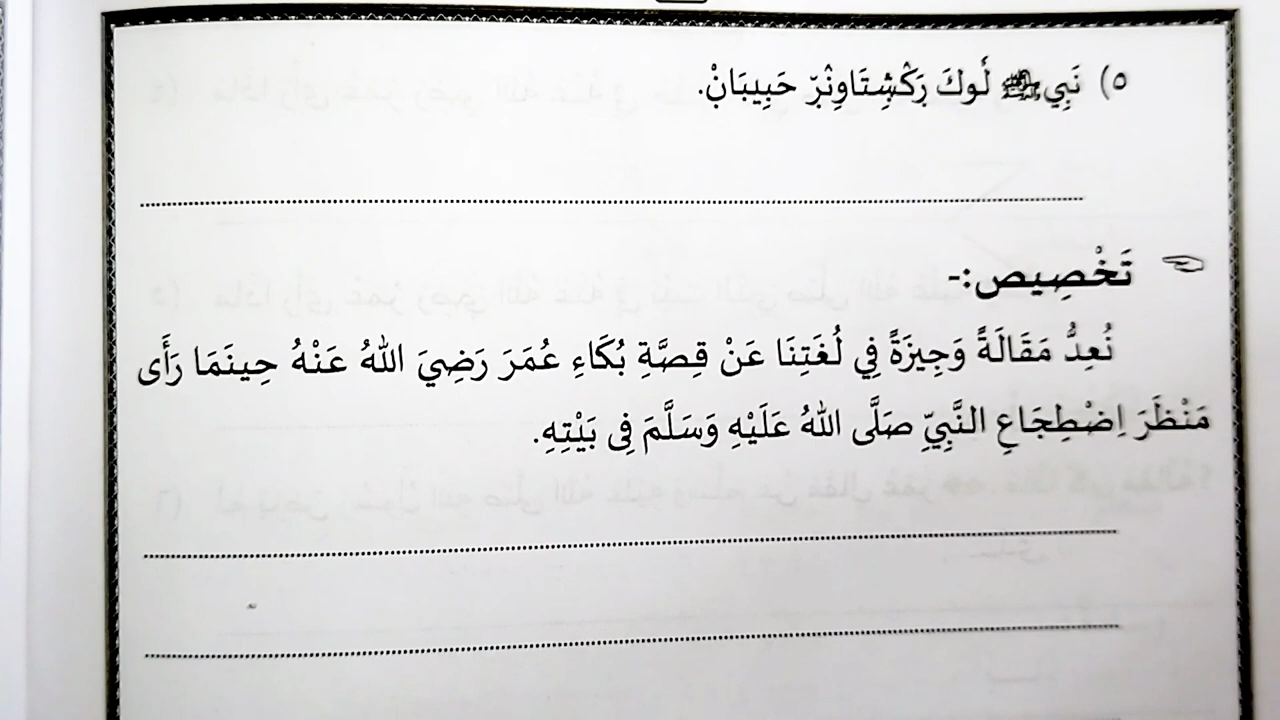 ٥) نَبِيﷺ لَٗوكَ رَكْشِتَاوِنْرٜ حَبِيبَانْ.
تَخْصِيص:-
نُعِدُّ مَقَالَةً وَجِيزَةً فِي لُغَتِنَا عَنْ قِصَّةِ بُكَاءِ عُمَرَ رَضِيَ اللهُ عَنْهُ حِينَمَا رَأَى
مَنْظَرَ اِضْطِجَاعِ النَّبِيِّ صَلَّى اللهُ عَلَيْهِ وَسَلَّمَ فِى بَيْتِهِ.